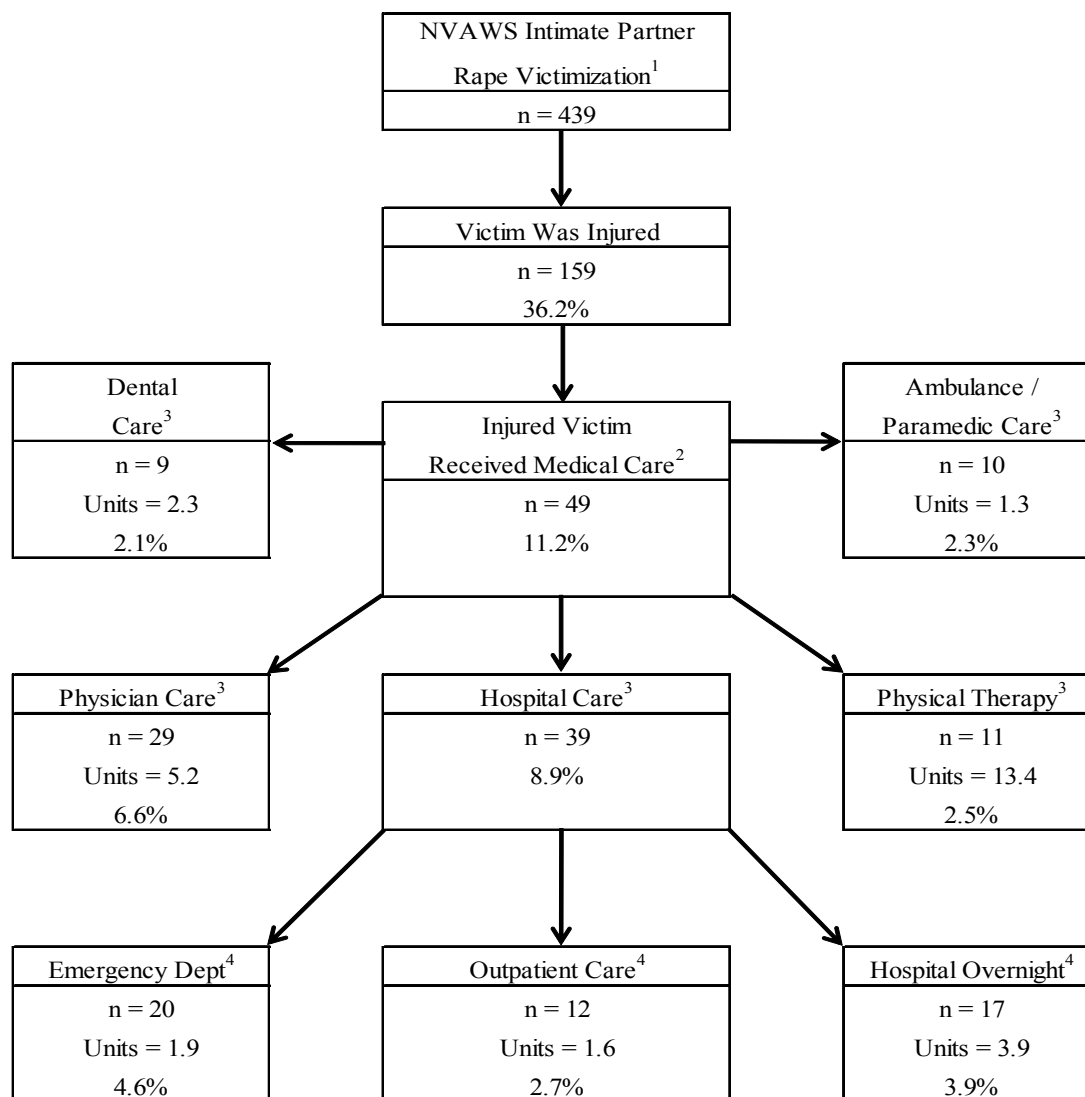 NVAWS Intimate Partner
Rape Victimization1
n = 439
Victim Was Injured
n = 159
36.2%
Dental
Care3
n = 9
Units = 2.3
2.1%
Injured Victim
Received Medical Care2
n = 49
11.2%
Ambulance /
Paramedic Care3
n = 10
Units = 1.3
2.3%
Physician Care3
n = 29
Units = 5.2
6.6%
Hospital Care3
n = 39
8.9%
Physical Therapy3
n = 11
Units = 13.4
2.5%
Emergency Dept4
n = 20
Units = 1.9
4.6%
Outpatient Care4
n = 12
Units = 1.6
2.7%
Hospital Overnight4
n = 17
Units = 3.9
3.9%